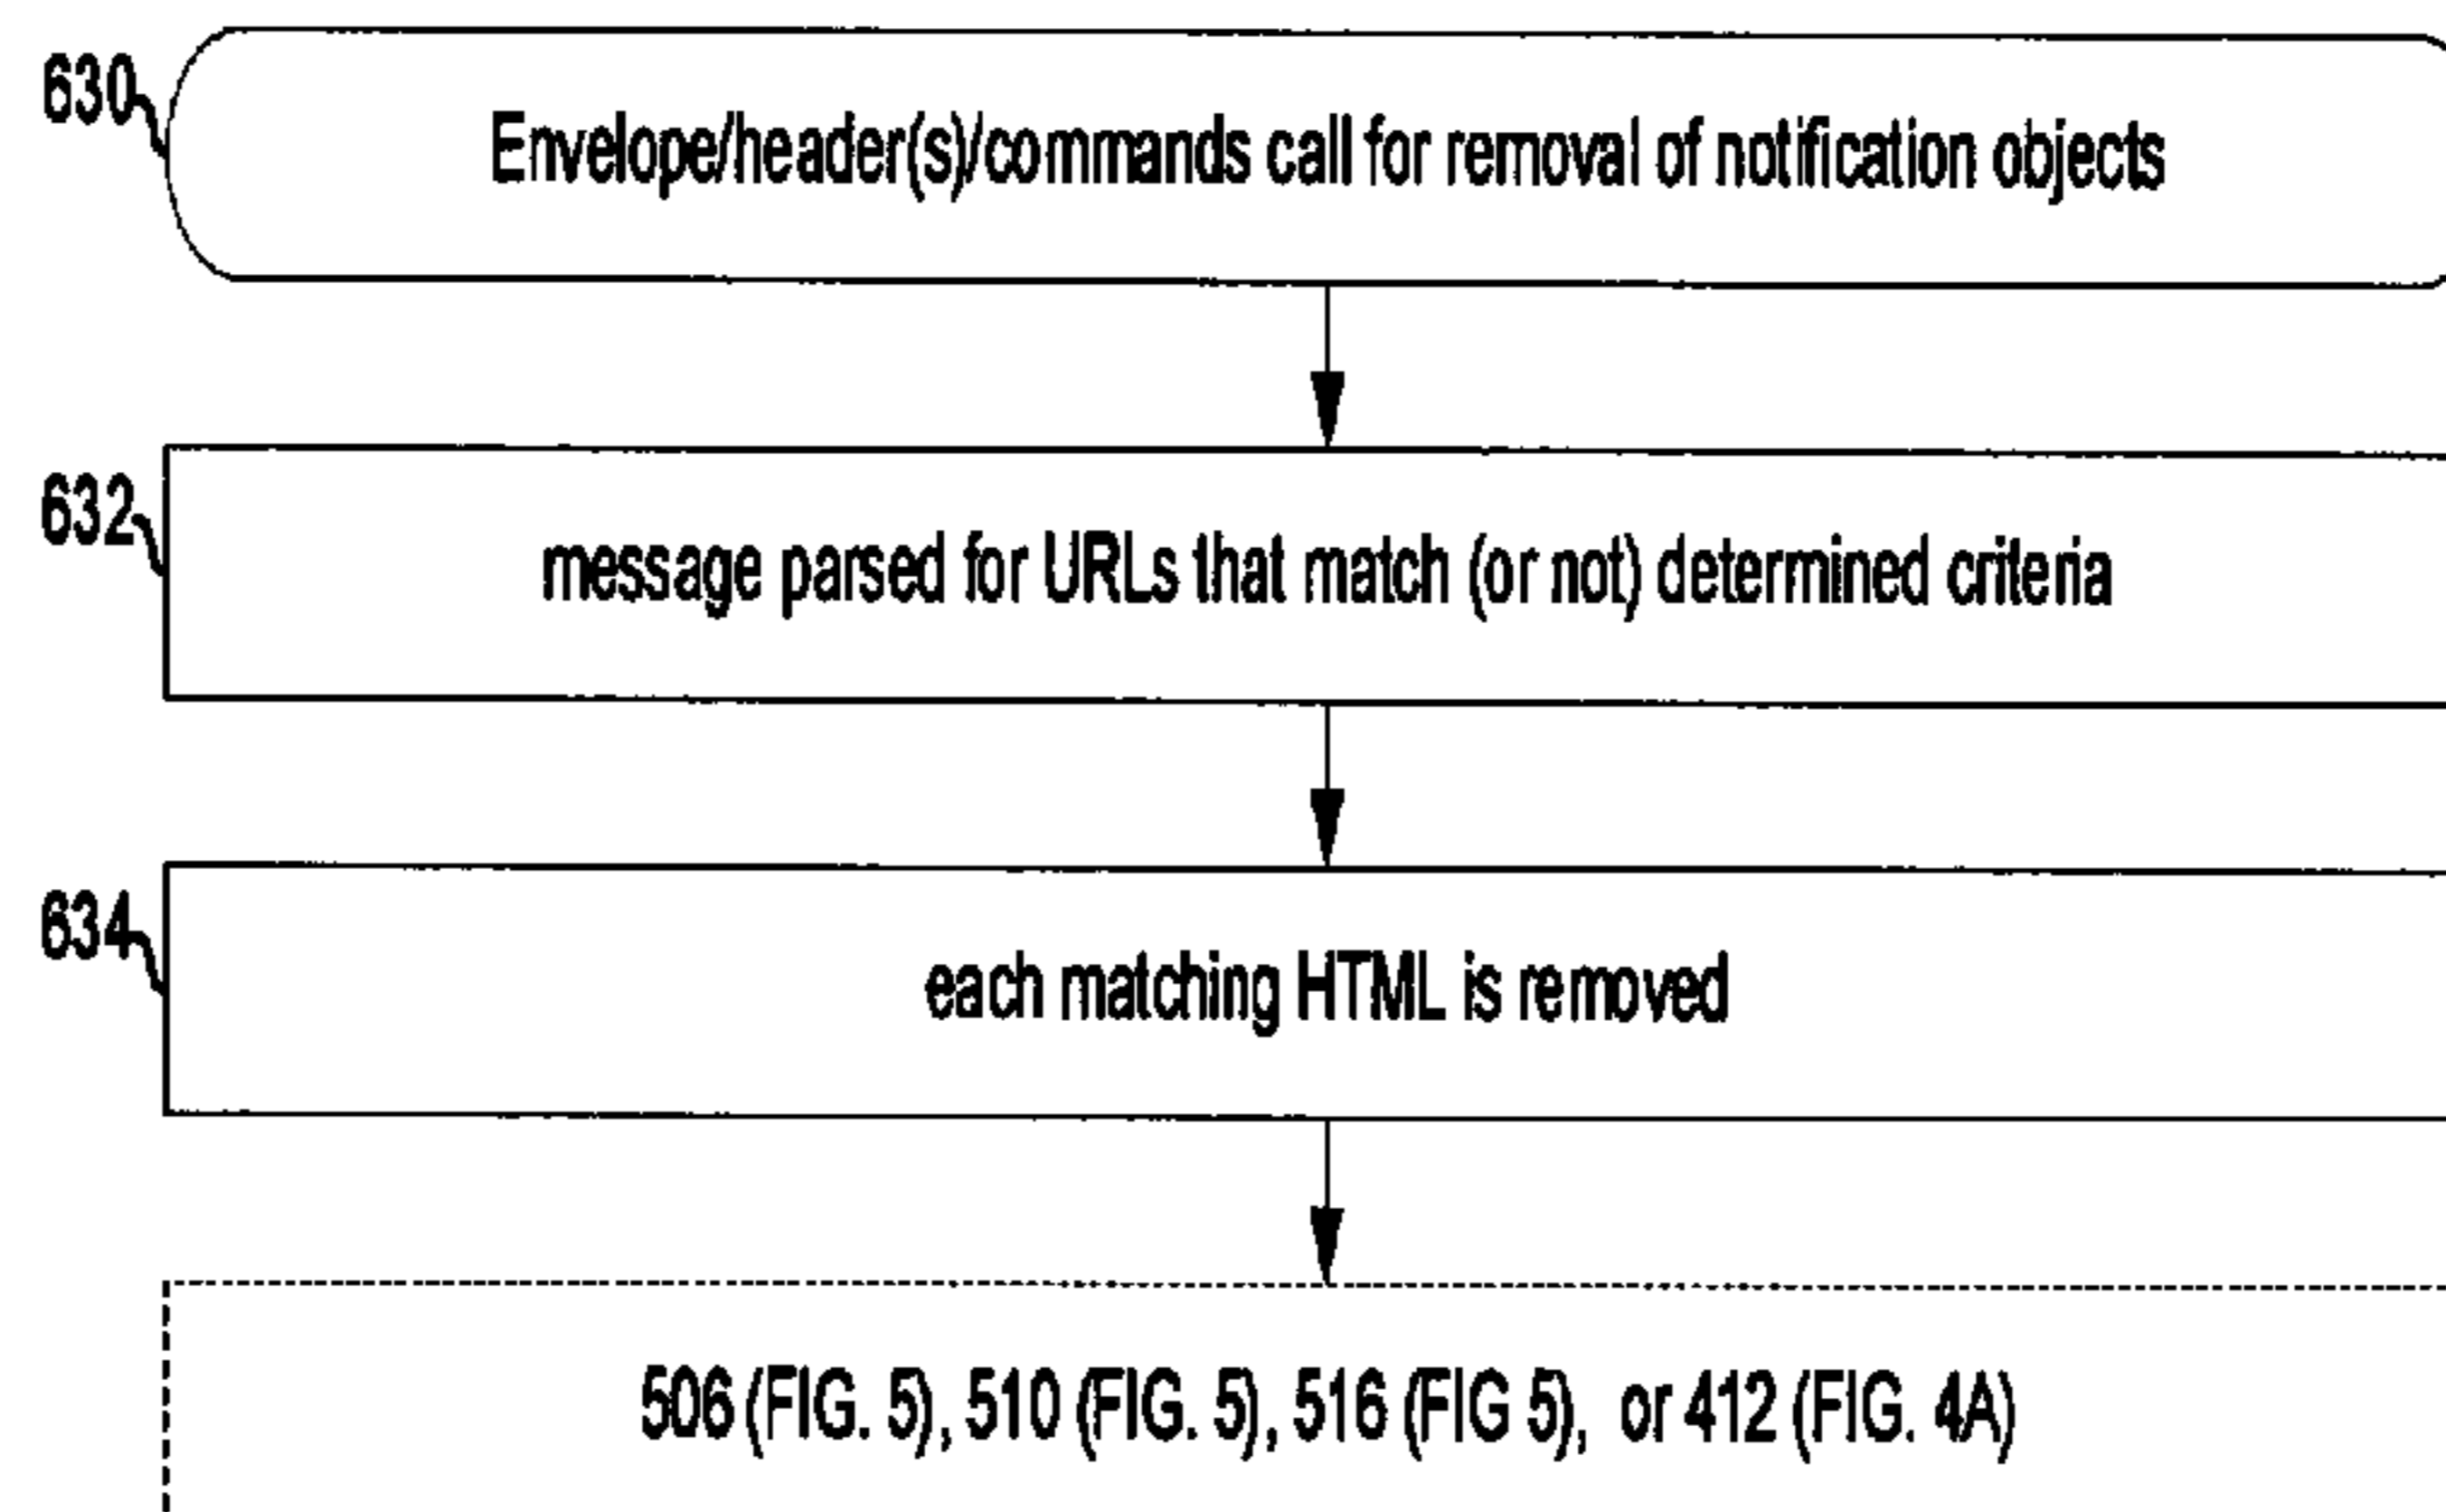 630
Envelope/header(s)/commands call for removal of notification objects
632
message parsed for URLs that match (or not) determined criteria
634
each matching HTML is removed
506 (FIG. 5), 510 (FIG. 5), 516 (FIG 5), or 412 (FIG. 4A)